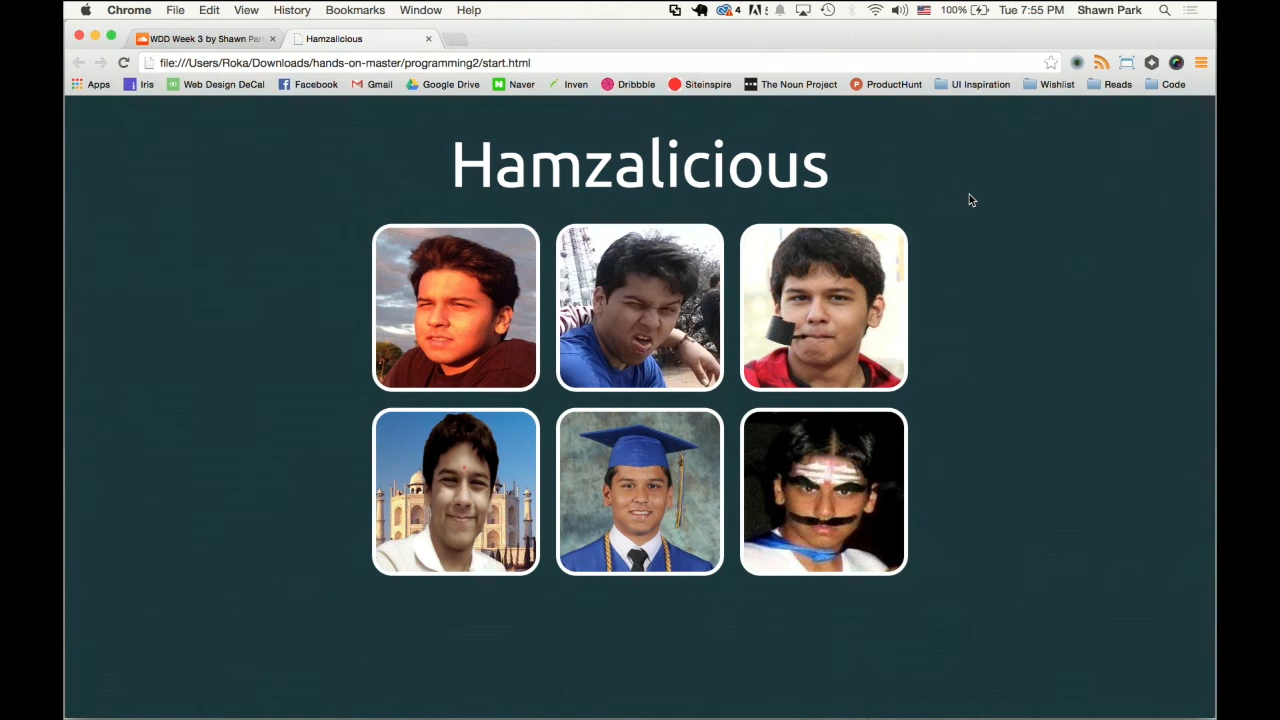 Chrome File Edit View History Bookmarks Window Help 4 100% Tue 7:55 PM Shawn Park
WDD Week 3 by Shawn Par Hamzalicious
file:///Users/Roka/Downloads/hands-on-master/programming2/start.html
Apps Iris Web Design DeCal Facebook Gmail Google Drive Naver Inven Dribbble Siteinspire The Noun Project ProductHunt UI Inspiration Wishlist Reads Code
Hamzalicious